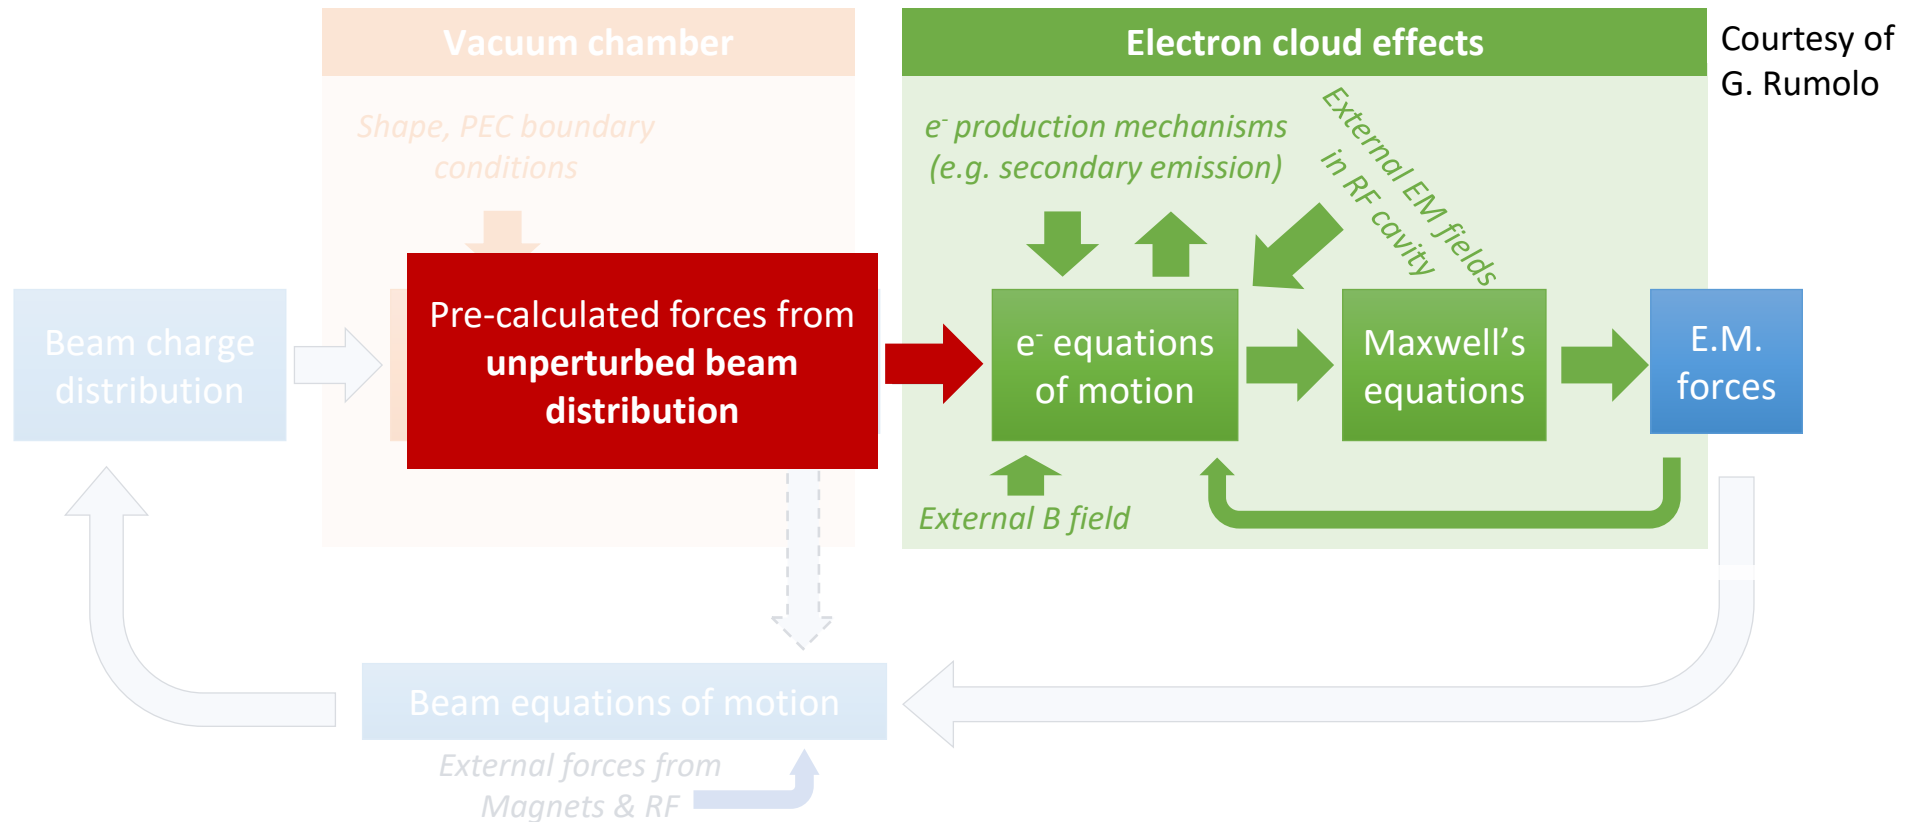 Vacuum chamber
Electron cloud effects
Courtesy of
G. Rumolo
Shape, PEC boundary
conditions
e- production mechanisms
(e.g. secondary emission)
External EM fields
in RF cavity
Beam charge
distribution
Pre-calculated forces from
unperturbed beam
distribution
e- equations
of motion
Maxwell’s
equations
E.M.
forces
External B field
Beam equations of motion
External forces from
Magnets & RF